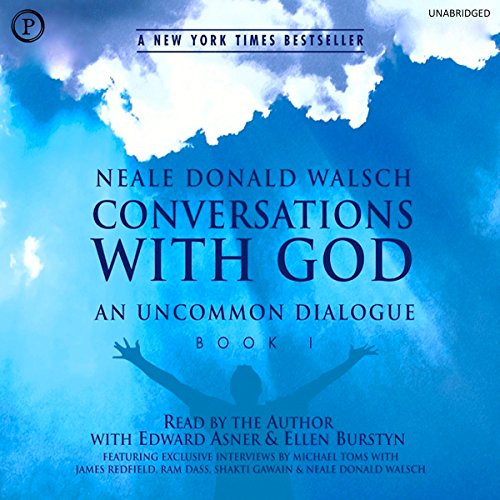 P
UNABRIDGED
A NEW YORK TIMES BESTSELLER
NEALE DONALD WALSCH
CONVERSATIONS
WITH GOD
AN UNCOMMON DIALOGUE
BOOK I
READ BY THE AUTHOR
WITH EDWARD ASNER & ELLEN BURSTYN
FEATURING EXCLUSIVE INTERVIEWS BY MICHAEL TOMS WITH
JAMES REDFIELD, RAM DASS, SHAKTI GAWAIN & NEALE DONALD WALSCH